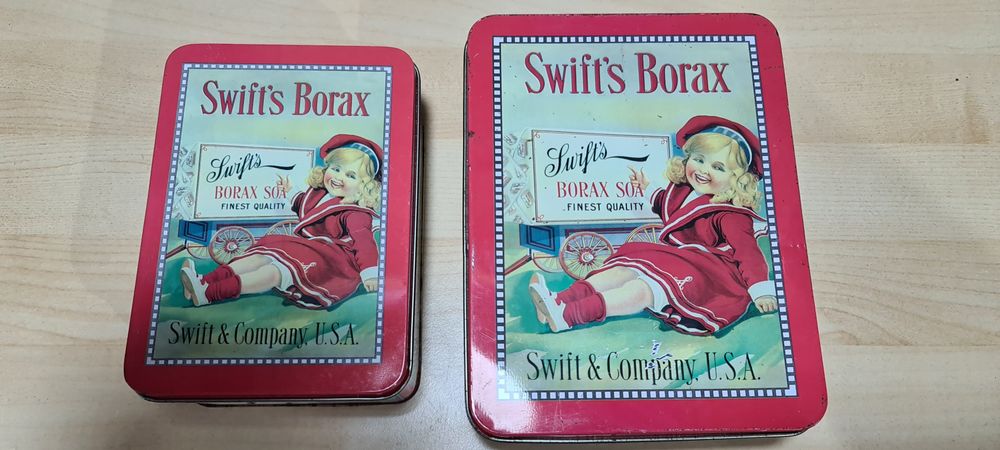 Swift's Borax
Swift's
BORAX SOA
FINEST QUALITY
Swift & Company, U.S.A.
Swift's Borax
Swift's
BORAX SOA
FINEST QUALITY
Swift & Company, U.S.A.